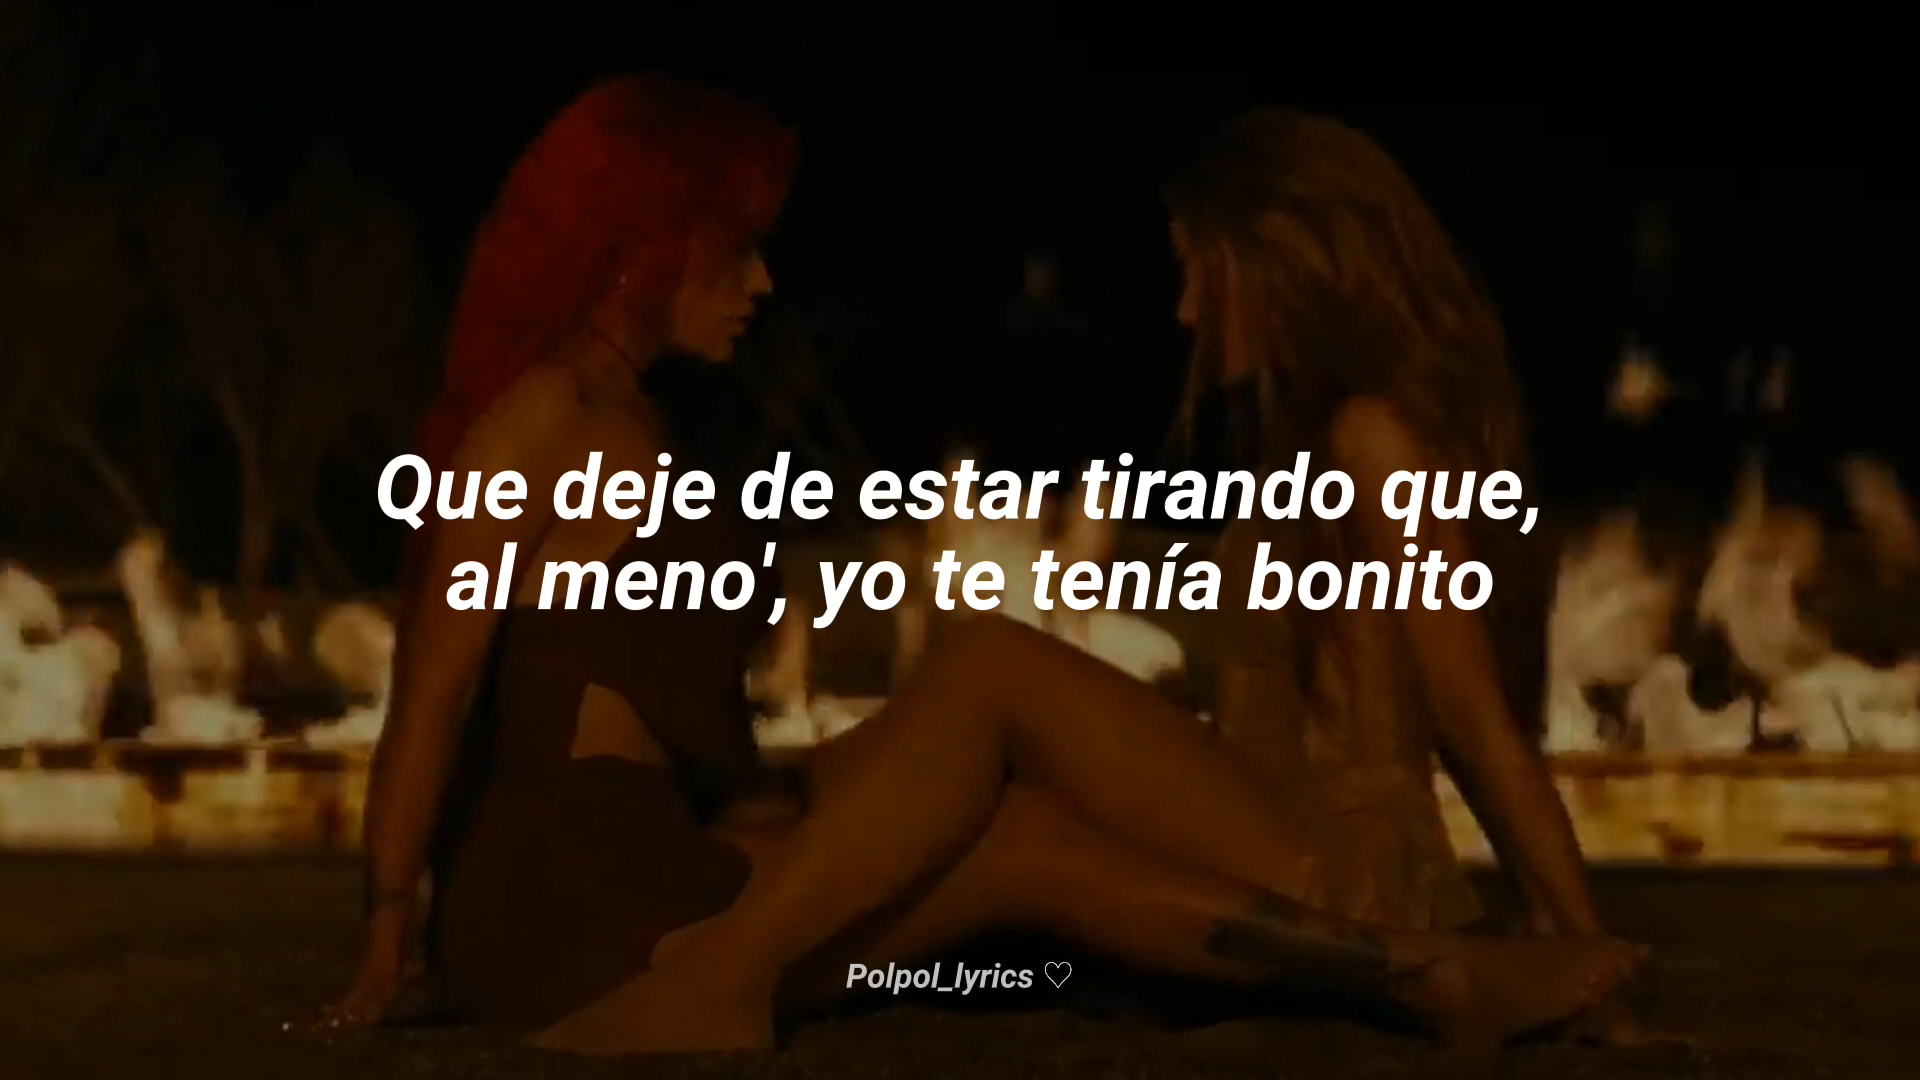 Que deje de estar tirando que,
al meno', yo te tenía bonito
Polpol_lyrics ♡